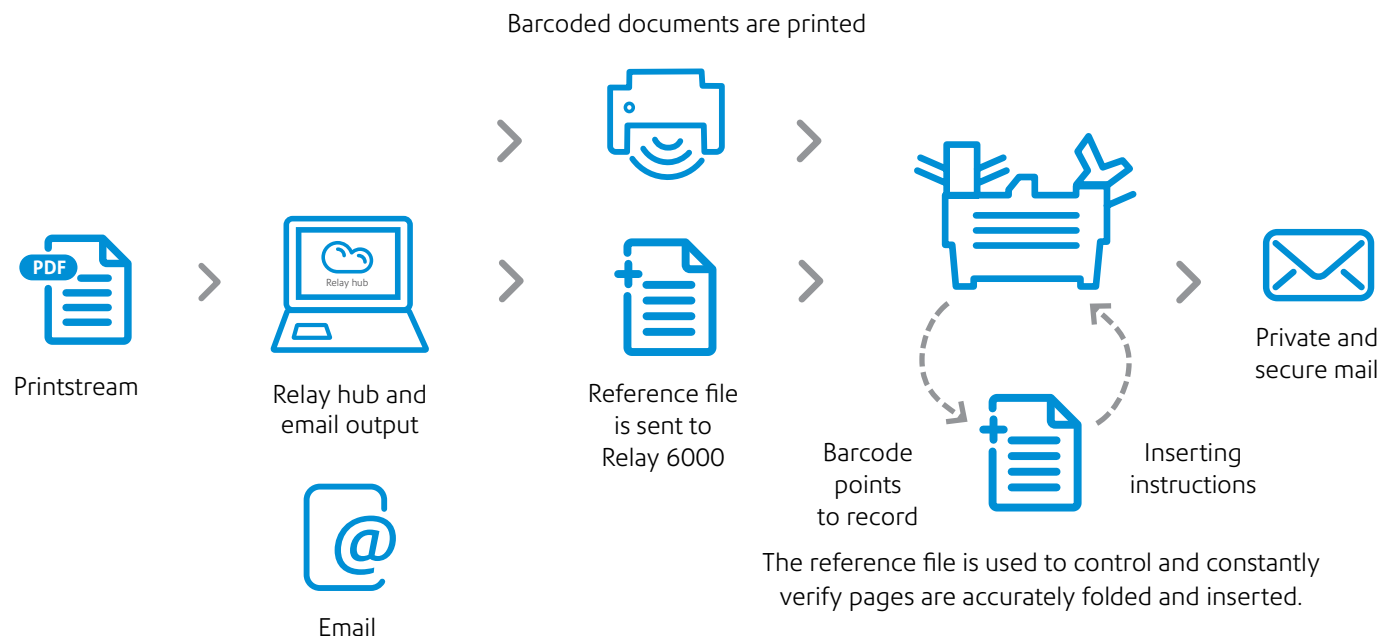 Barcoded documents are printed
PDF
Printstream
Relay hub
Relay hub and
email output
@
Email
Reference file
is sent to
Relay 6000
Barcode
points
to record
Inserting
instructions
The reference file is used to control and constantly
verify pages are accurately folded and inserted.
Private and
secure mail